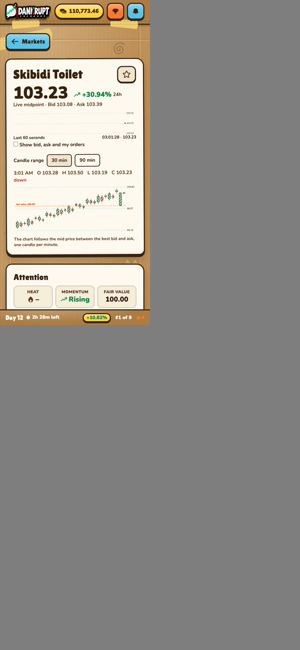 DANKRUPT
110,773.46
← Markets
Skibidi Toilet
103.23 +30.94% 24h
Live midpoint · Bid 103.08 · Ask 103.39
Last 60 seconds 03:01:28 · 103.23
Show bid, ask and my orders
Candle range 30 min 90 min
3:01 AM O 103.28 H 103.50 L 103.19 C 103.23
down
The chart follows the mid price between the best bid and ask,
one candle per minute.
Attention
HEAT MOMENTUM FAIR VALUE
– Rising 100.00
Day 12 2h 28m left +10.82% #1 of 8